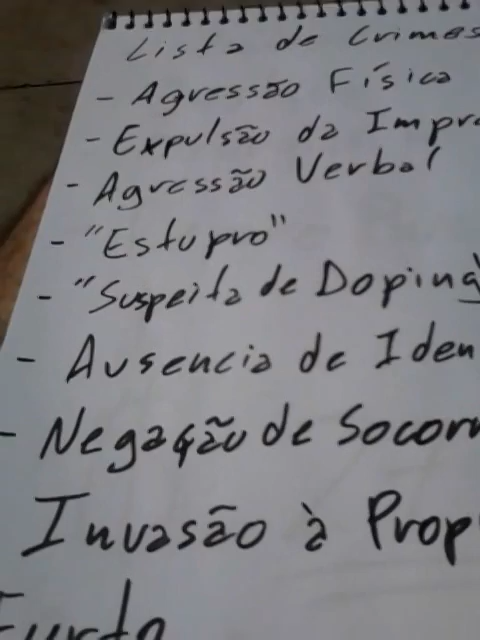 Lista de Crimes
- Agressão Física
- Expulsão da Impr
- Agressão Verbal
- "Estupro"
- "Suspeita de Doping
- Ausencia de Iden
- Negação de Socorr
Invasão à Prop
Furto